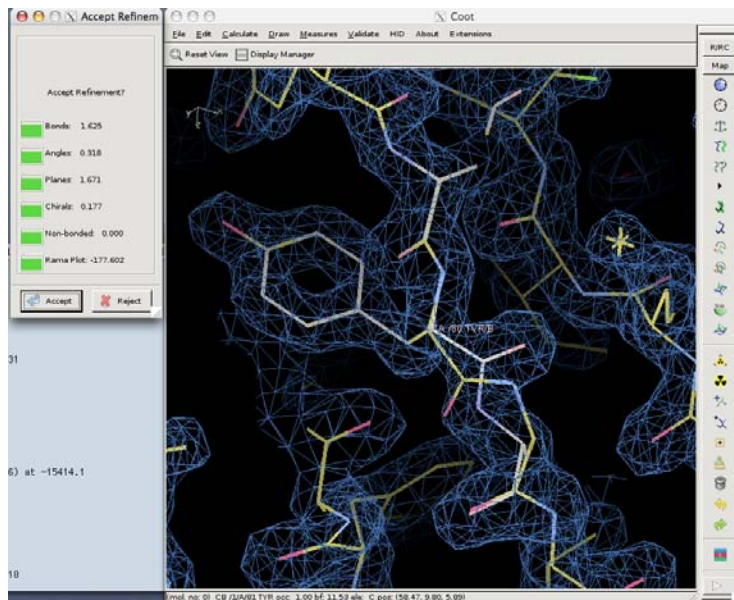 Accept Refinem
Coot
File Edit Calculate Draw Measures Validate HID About Extensions
Reset View Display Manager
R/RC
Map
Accept Refinement?
Bonds: 1.625
Angles: 0.318
Planes: 1.671
Chirals: 0.177
Non-bonded: 0.000
Rama Plot: -177.602
Accept Reject
CA /80 TYR/B
31
6) at -15414.1
18
(mol. no: 0) CB /1/A/81 TYR occ: 1.00 bf: 11.53 ele: C pos: (58.47, 9.80, 5.89)